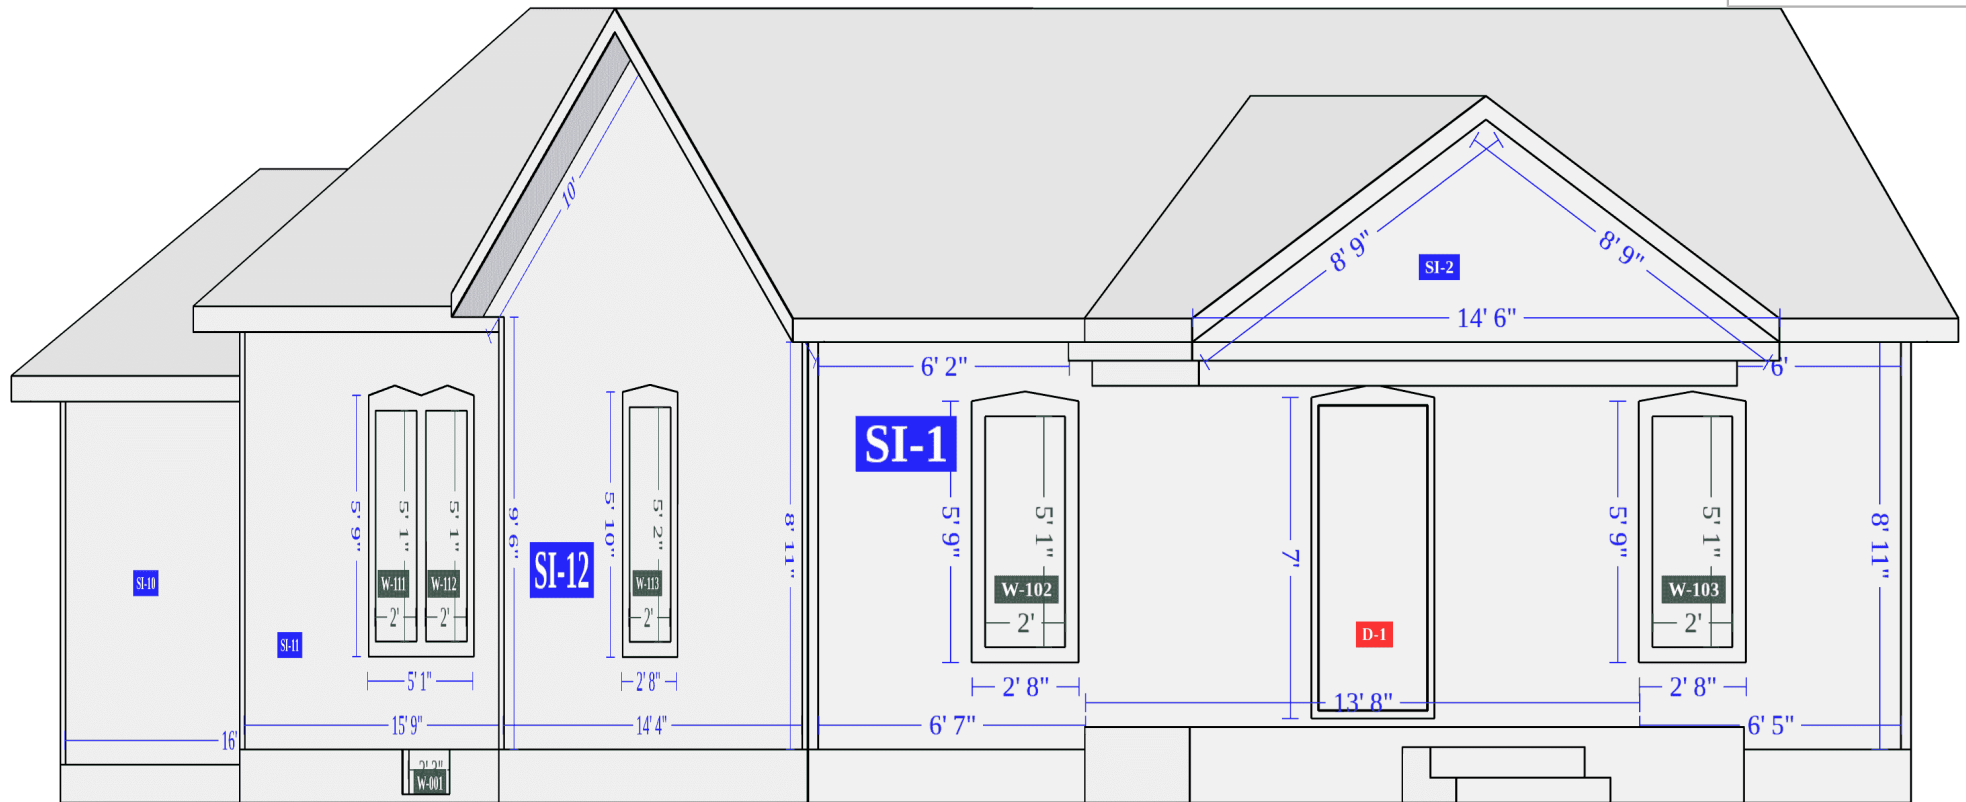 10'
8' 9"
8' 9"
SI-2
14' 6"
6' 2"
6'
SI-1
5' 9"
5' 1"
5' 1"
9' 6"
5' 10"
5' 2"
8' 11"
5' 9"
5' 1"
7'
5' 9"
5' 1"
8' 11"
SI-10
W-111
W-112
SI-12
W-113
W-102
W-103
2'
2'
2'
2'
2'
SI-11
D-1
5' 1"
2' 8"
2' 8"
2' 8"
13' 8"
16'
15' 9"
14' 4"
6' 7"
6' 5"
2' 2"
W-001